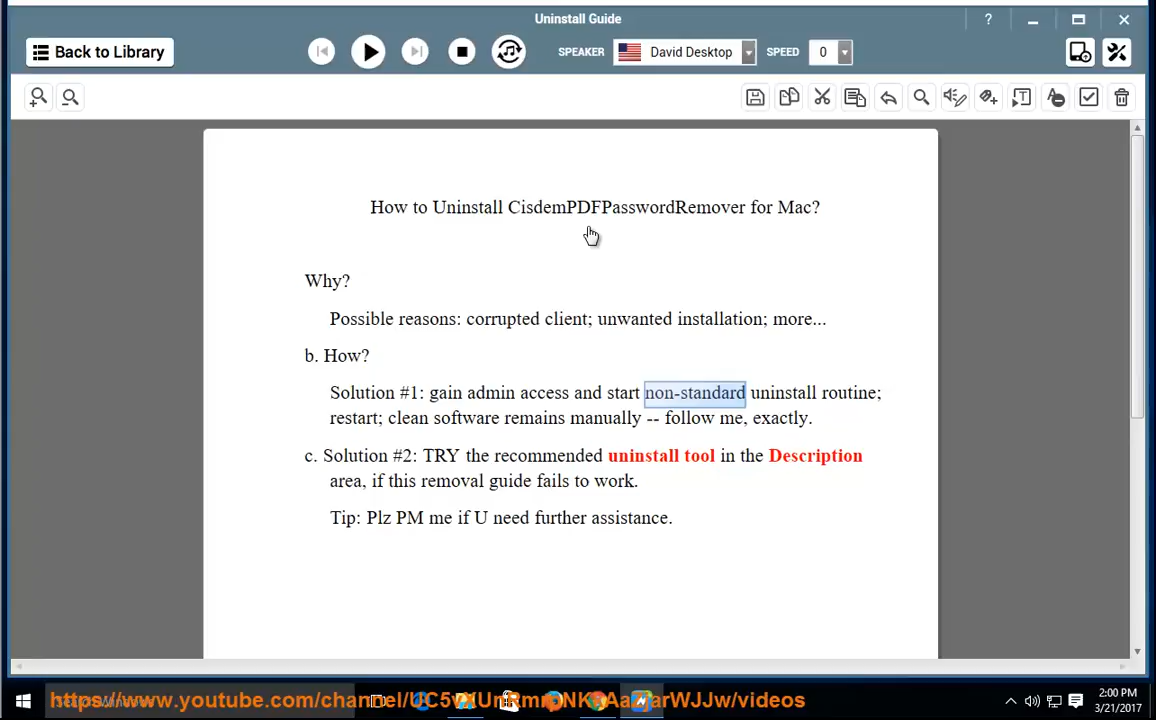 Uninstall Guide
?
Back to Library
SPEAKER
David Desktop
SPEED
0
How to Uninstall CisdemPDFPasswordRemover for Mac?
Why?
Possible reasons: corrupted client; unwanted installation; more...
b. How?
Solution #1: gain admin access and start non-standard uninstall routine;
restart; clean software remains manually -- follow me, exactly.
c. Solution #2: TRY the recommended uninstall tool in the Description
area, if this removal guide fails to work.
Tip: Plz PM me if U need further assistance.
2:00 PM
3/21/2017